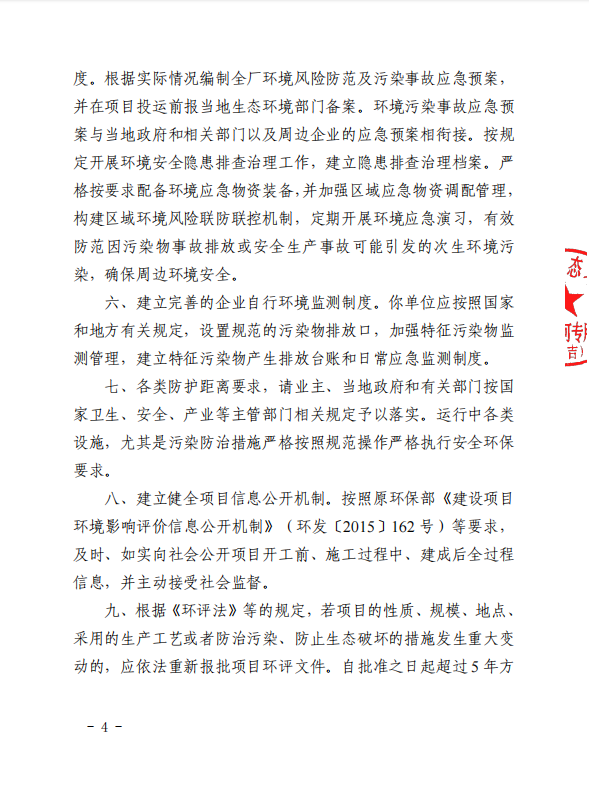 度。根据实际情况编制全厂环境风险防范及污染事故应急预案，
并在项目投运前报当地生态环境部门备案。环境污染事故应急预
案与当地政府和相关部门以及周边企业的应急预案相衔接。按规
定开展环境安全隐患排查治理工作，建立隐患排查治理档案。严
格按要求配备环境应急物资装备，并加强区域应急物资调配管理，
构建区域环境风险联防联控机制，定期开展环境应急演习，有效
防范因污染物事故排放或安全生产事故可能引发的次生环境污
染，确保周边环境安全。
六、建立完善的企业自行环境监测制度。你单位应按照国家
和地方有关规定，设置规范的污染物排放口，加强特征污染物监
测管理，建立特征污染物产生排放台账和日常应急监测制度。
七、各类防护距离要求，请业主、当地政府和有关部门按国
家卫生、安全、产业等主管部门相关规定予以落实。运行中各类
设施，尤其是污染防治措施严格按照规范操作严格执行安全环保
要求。
八、建立健全项目信息公开机制。按照原环保部《建设项目
环境影响评价信息公开机制》（环发〔2015〕162 号）等要求，
及时、如实向社会公开项目开工前、施工过程中、建成后全过程
信息，并主动接受社会监督。
九、根据《环评法》等的规定，若项目的性质、规模、地点、
采用的生产工艺或者防治污染、防止生态破坏的措施发生重大变
动的，应依法重新报批项目环评文件。自批准之日起超过 5 年方
- 4 -
态
吉）